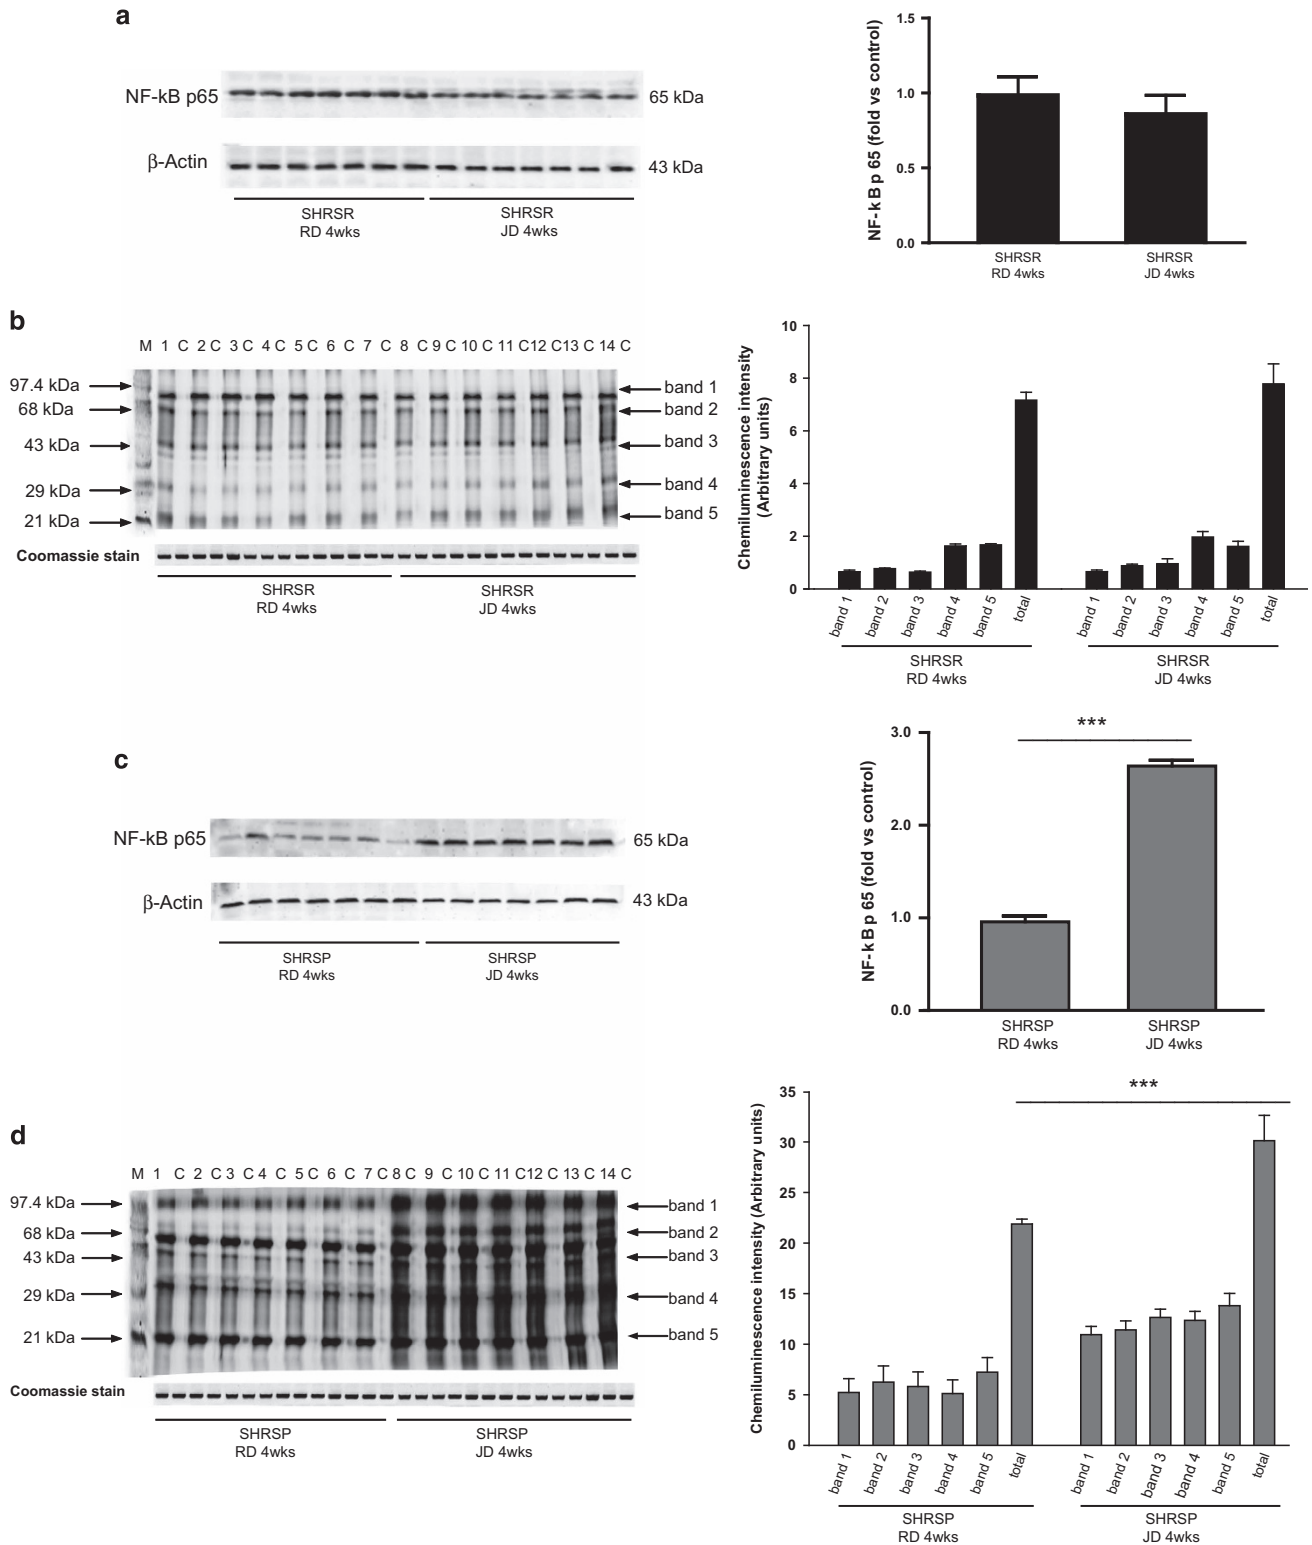 a
NF-kB p65
65 kDa
β-Actin
43 kDa
SHRSR
RD 4wks
SHRSR
JD 4wks
NF-k B p 65 (fold vs control)
1.5
1.0
0.5
0.0
SHRSR
RD 4wks
SHRSR
JD 4wks
b
M 1 C 2 C 3 C 4 C 5 C 6 C 7 C 8 C 9 C 10 C 11 C 12 C 13 C 14 C
97.4 kDa
68 kDa
43 kDa
29 kDa
21 kDa
band 1
band 2
band 3
band 4
band 5
Coomassie stain
SHRSR
RD 4wks
SHRSR
JD 4wks
Chemiluminescence intensity
(Arbitrary units)
10
8
6
4
2
0
band 1 band 2 band 3 band 4 band 5 total band 1 band 2 band 3 band 4 band 5 total
SHRSR
RD 4wks
SHRSR
JD 4wks
c
NF-kB p65
65 kDa
β-Actin
43 kDa
SHRSP
RD 4wks
SHRSP
JD 4wks
NF-k B p 65 (fold vs control)
3.0
2.0
1.0
0.0
***
SHRSP
RD 4wks
SHRSP
JD 4wks
d
M 1 C 2 C 3 C 4 C 5 C 6 C 7 C 8 C 9 C 10 C 11 C 12 C 13 C 14 C
97.4 kDa
68 kDa
43 kDa
29 kDa
21 kDa
band 1
band 2
band 3
band 4
band 5
Coomassie stain
SHRSP
RD 4wks
SHRSP
JD 4wks
Chemiluminescence intensity (Arbitrary units)
35
30
25
20
15
10
5
0
***
band 1 band 2 band 3 band 4 band 5 total band 1 band 2 band 3 band 4 band 5 total
SHRSP
RD 4wks
SHRSP
JD 4wks